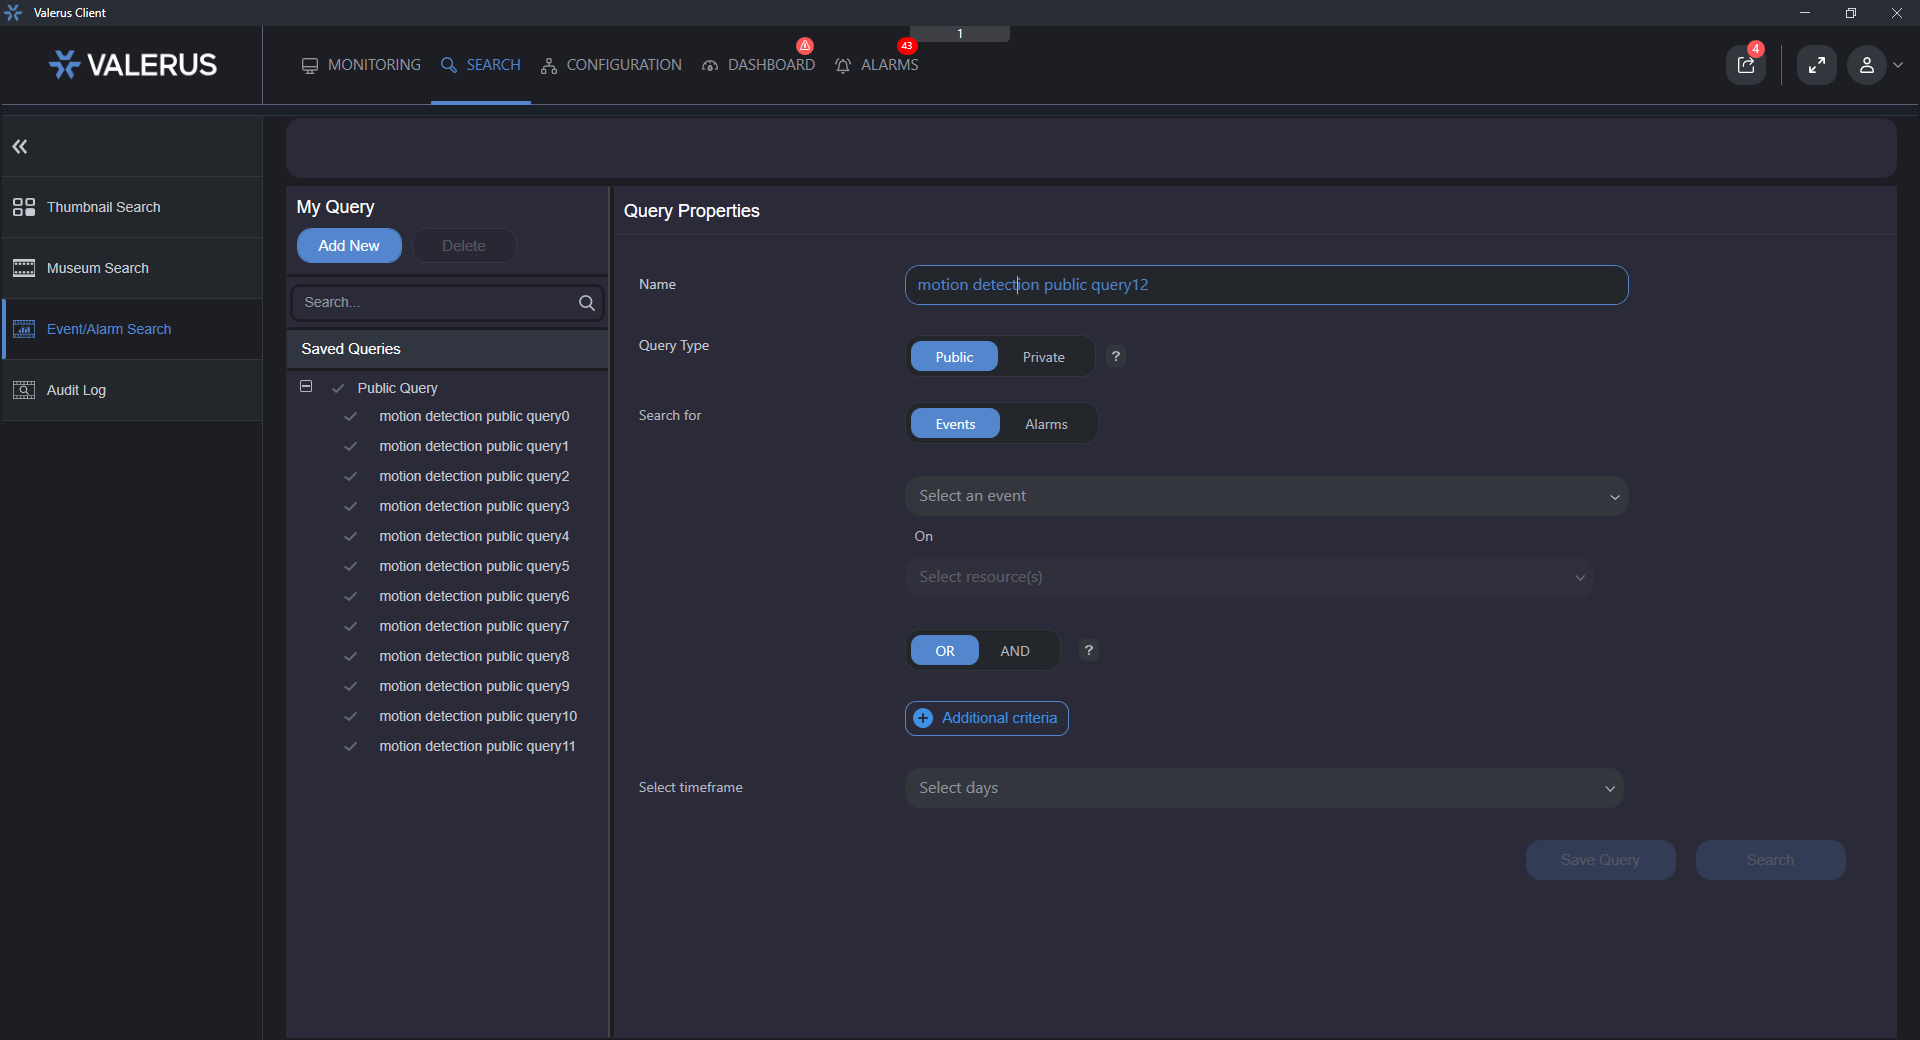 Valerus Client
1
VALERUS
MONITORING
SEARCH
CONFIGURATION
DASHBOARD
43
ALARMS
4
Thumbnail Search
Museum Search
Event/Alarm Search
Audit Log
My Query
Add New
Delete
Search...
Saved Queries
Public Query
motion detection public query0
motion detection public query1
motion detection public query2
motion detection public query3
motion detection public query4
motion detection public query5
motion detection public query6
motion detection public query7
motion detection public query8
motion detection public query9
motion detection public query10
motion detection public query11
Query Properties
Name
motion detection public query12
Query Type
Public
Private
?
Search for
Events
Alarms
Select an event
On
Select resource(s)
OR
AND
?
Additional criteria
Select timeframe
Select days
Save Query
Search